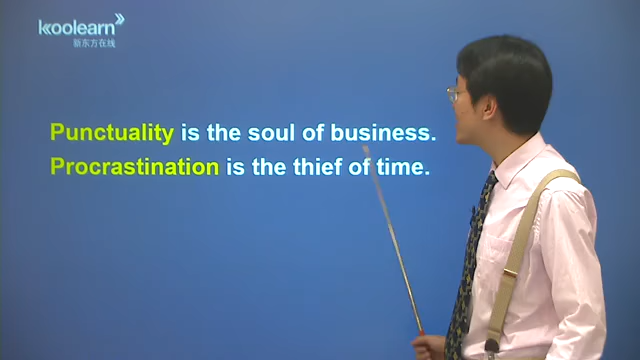 koolearn
新东方在线
Punctuality is the soul of business.
Procrastination is the thief of time.